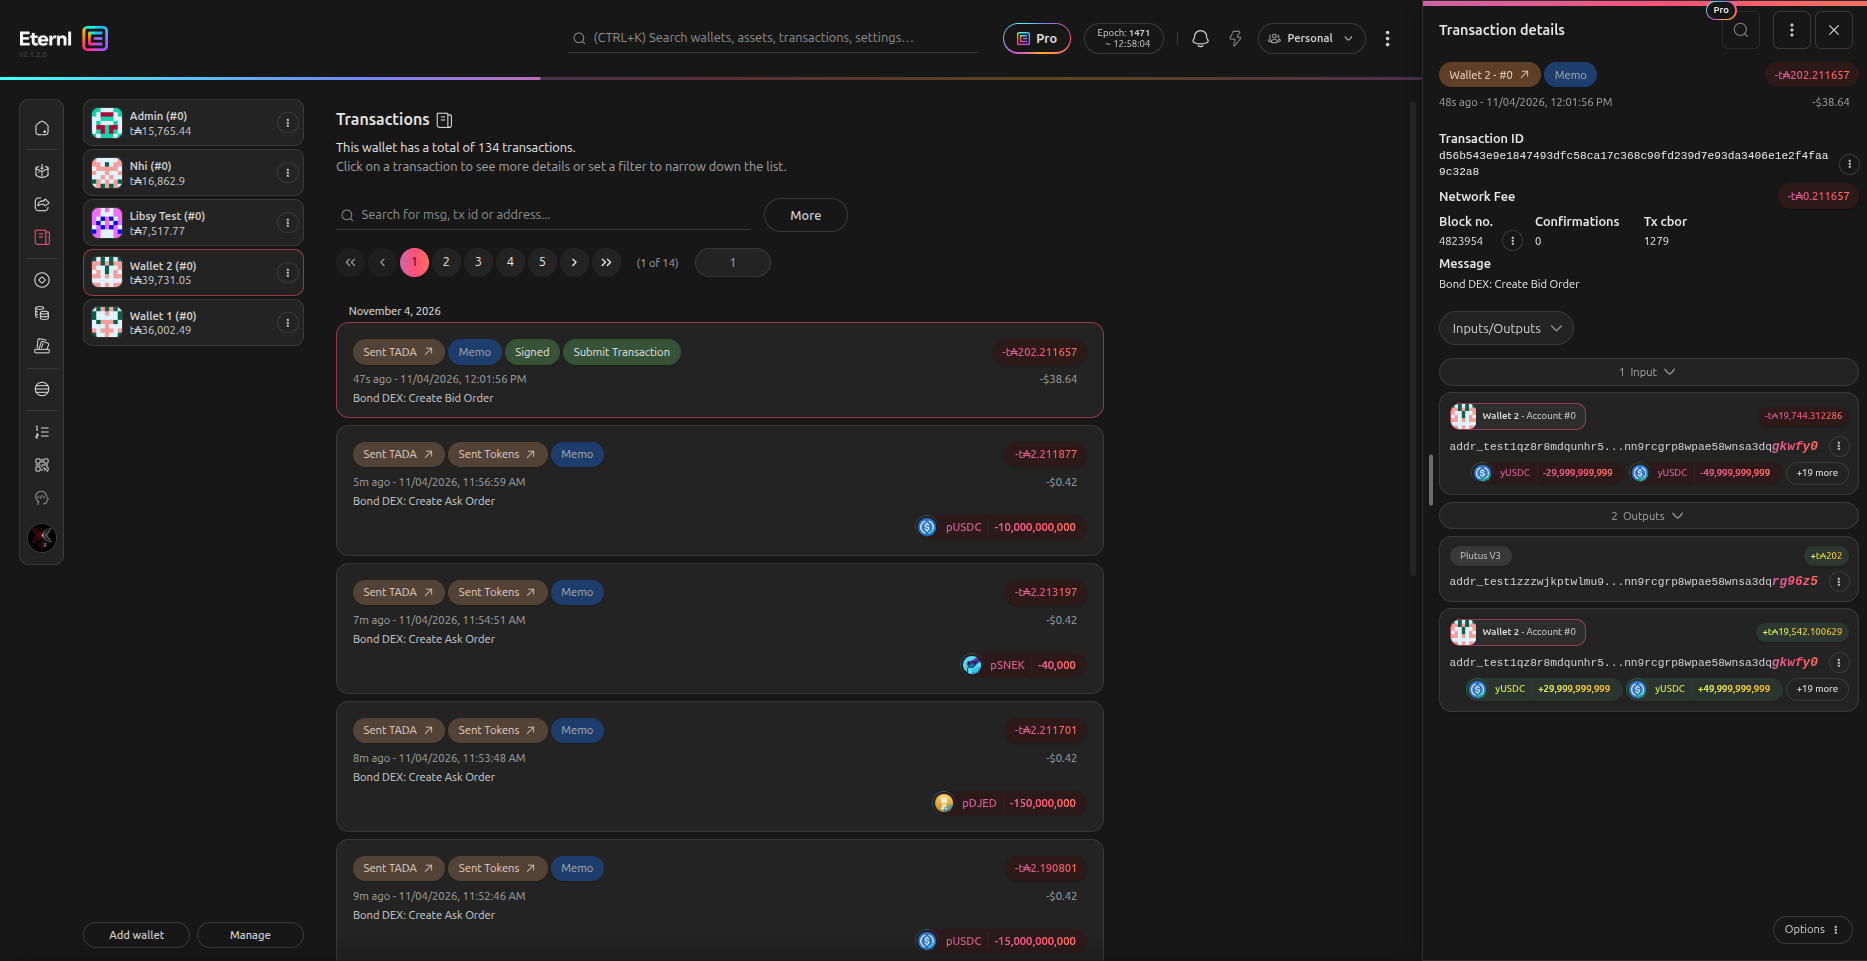 Eternl
v2.1.2.0
(CTRL+K) Search wallets, assets, transactions, settings...
Pro
Epoch: 1471
~ 12:58:04
Personal
Admin (#0)
t₳15,765.44
Nhi (#0)
t₳16,862.9
Libsy Test (#0)
t₳7,517.77
Wallet 2 (#0)
t₳39,731.05
Wallet 1 (#0)
t₳36,002.49
Add wallet
Manage
Transactions
This wallet has a total of 134 transactions.
Click on a transaction to see more details or set a filter to narrow down the list.
Search for msg, tx id or address...
More
1 2 3 4 5 (1 of 14) 1
November 4, 2026
Sent TADA Memo Signed Submit Transaction -t₳202.211657
47s ago - 11/04/2026, 12:01:56 PM -$38.64
Bond DEX: Create Bid Order
Sent TADA Sent Tokens Memo -t₳2.211877
5m ago - 11/04/2026, 11:56:59 AM -$0.42
Bond DEX: Create Ask Order
pUSDC -10,000,000,000
Sent TADA Sent Tokens Memo -t₳2.213197
7m ago - 11/04/2026, 11:54:51 AM -$0.42
Bond DEX: Create Ask Order
pSNEK -40,000
Sent TADA Sent Tokens Memo -t₳2.211701
8m ago - 11/04/2026, 11:53:48 AM -$0.42
Bond DEX: Create Ask Order
pDJED -150,000,000
Sent TADA Sent Tokens Memo -t₳2.190801
9m ago - 11/04/2026, 11:52:46 AM -$0.42
Bond DEX: Create Ask Order
pUSDC -15,000,000,000
Pro
Transaction details
Wallet 2 - #0 Memo -t₳202.211657
48s ago - 11/04/2026, 12:01:56 PM -$38.64
Transaction ID
d56b543e9e1847493dfc58ca17c368c90fd239d7e93da3406e1e2f4faa
9c32a8
Network Fee -t₳0.211657
Block no. Confirmations Tx cbor
4823954 0 1279
Message
Bond DEX: Create Bid Order
Inputs/Outputs
1 Input
Wallet 2 - Account #0 -t₳19,744.312286
addr_test1qz8r8mdqunhr5...nn9rcgrp8wpae58wnsa3dqgkwfy0
yUSDC -29,999,999,999 yUSDC -49,999,999,999 +19 more
2 Outputs
Plutus V3 +t₳202
addr_test1zzzwjkptwlmu9...nn9rcgrp8wpae58wnsa3dqrg96z5
Wallet 2 - Account #0 +t₳19,542.100629
addr_test1qz8r8mdqunhr5...nn9rcgrp8wpae58wnsa3dqgkwfy0
yUSDC +29,999,999,999 yUSDC +49,999,999,999 +19 more
Options